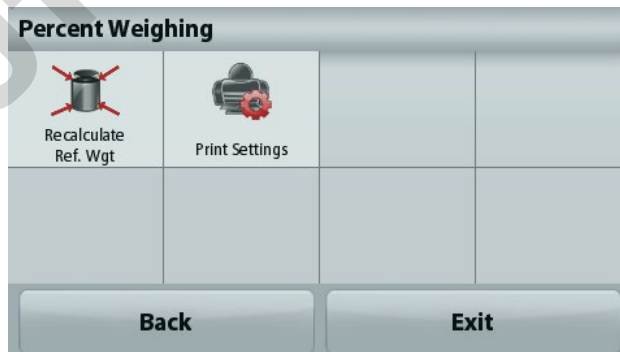 Percent Weighing
Recalculate
Ref. Wgt
Print Settings
Back
Exit